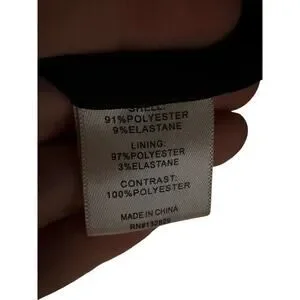 SHELL:
91%POLYESTER
9%ELASTANE
LINING:
97%POLYESTER
3%ELASTANE
CONTRAST:
100%POLYESTER
MADE IN CHINA